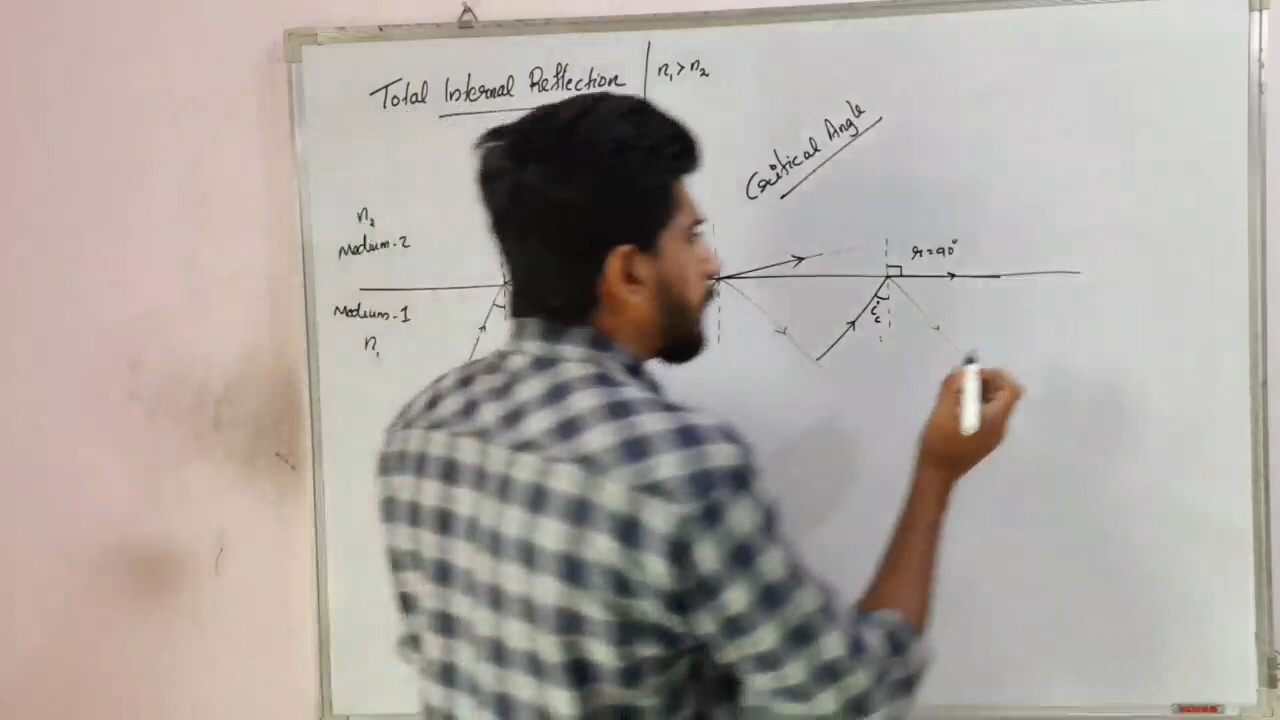 Total Internal Reflection
n₁ > n₂
Critical Angle
n₂
Medium-2
r=90°
Medium-1
n₁
i꜀